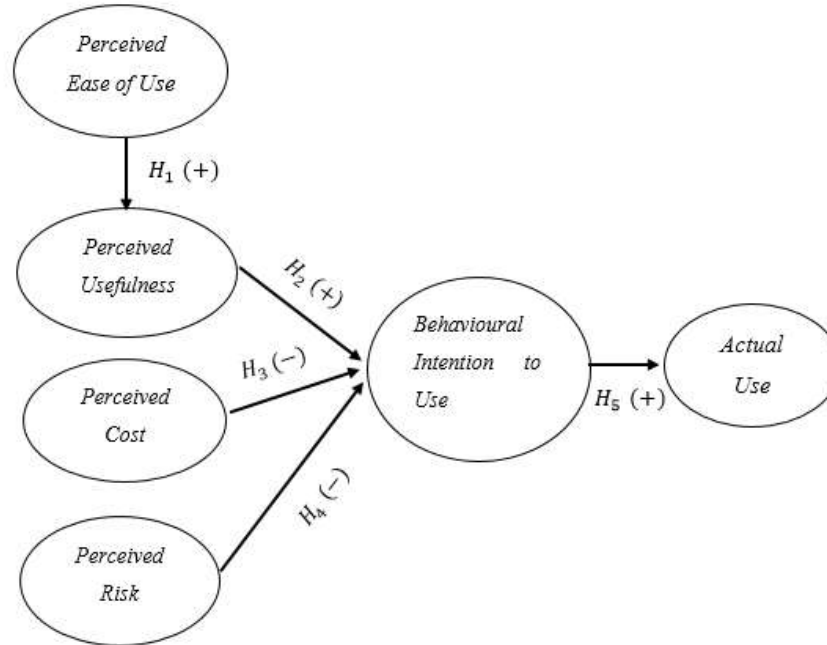 Perceived
Ease of Use
H₁ (+)
Perceived
Usefulness
H₂ (+)
H₃ (−)
Perceived
Cost
Behavioural
Intention to
Use
H₅ (+)
Actual
Use
H₄ (−)
Perceived
Risk